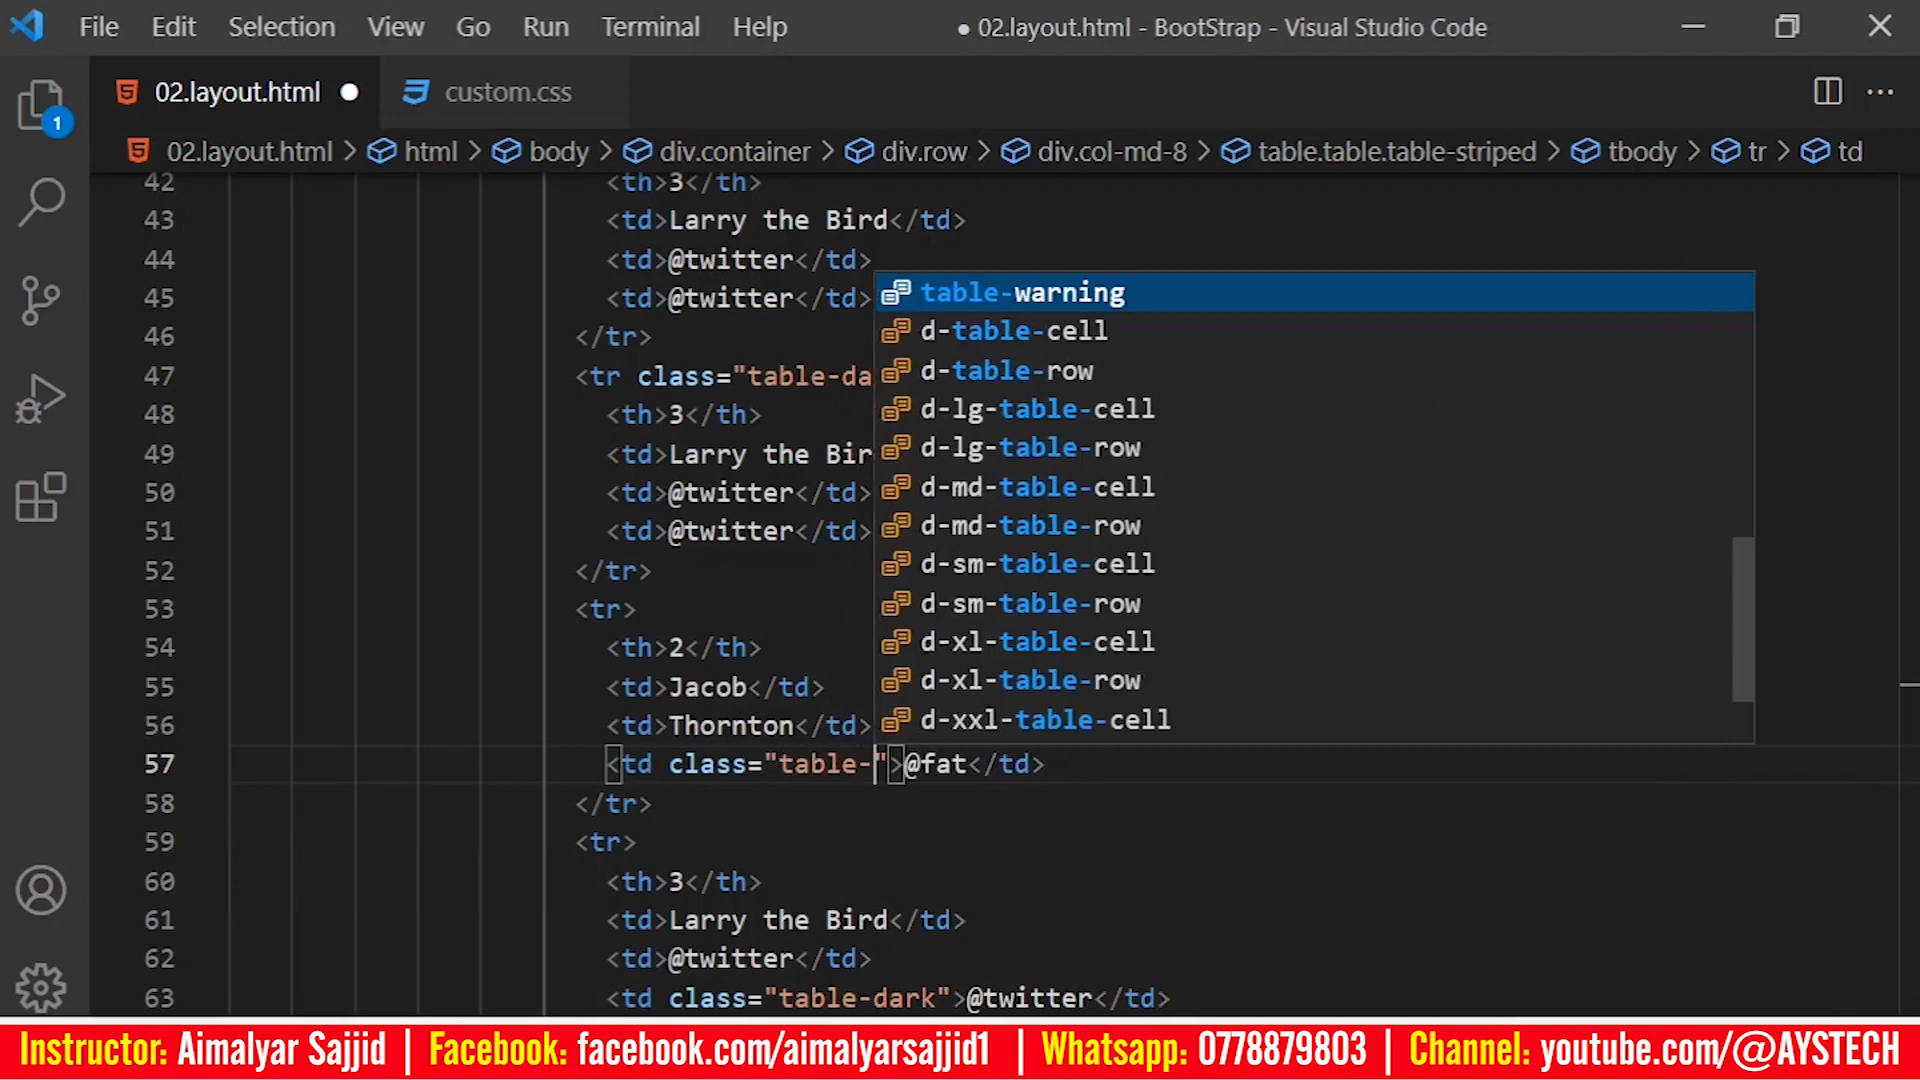 File Edit Selection View Go Run Terminal Help ● 02.layout.html - BootStrap - Visual Studio Code
02.layout.html ● custom.css ...
1
02.layout.html > html > body > div.container > div.row > div.col-md-8 > table.table.table-striped > tbody > tr > td
42 <th>3</th>
43 <td>Larry the Bird</td>
44 <td>@twitter</td>
45 <td>@twitter</td>
46 </tr>
47 <tr class="table-da
48 <th>3</th>
49 <td>Larry the Bir
50 <td>@twitter</td>
51 <td>@twitter</td>
52 </tr>
53 <tr>
54 <th>2</th>
55 <td>Jacob</td>
56 <td>Thornton</td>
57 <td class="table-">@fat</td>
58 </tr>
59 <tr>
60 <th>3</th>
61 <td>Larry the Bird</td>
62 <td>@twitter</td>
63 <td class="table-dark">@twitter</td>
table-warning
d-table-cell
d-table-row
d-lg-table-cell
d-lg-table-row
d-md-table-cell
d-md-table-row
d-sm-table-cell
d-sm-table-row
d-xl-table-cell
d-xl-table-row
d-xxl-table-cell
Instructor: Aimalyar Sajjid | Facebook: facebook.com/aimalyarsajjid1 | Whatsapp: 0778879803 | Channel: youtube.com/@AYSTECH